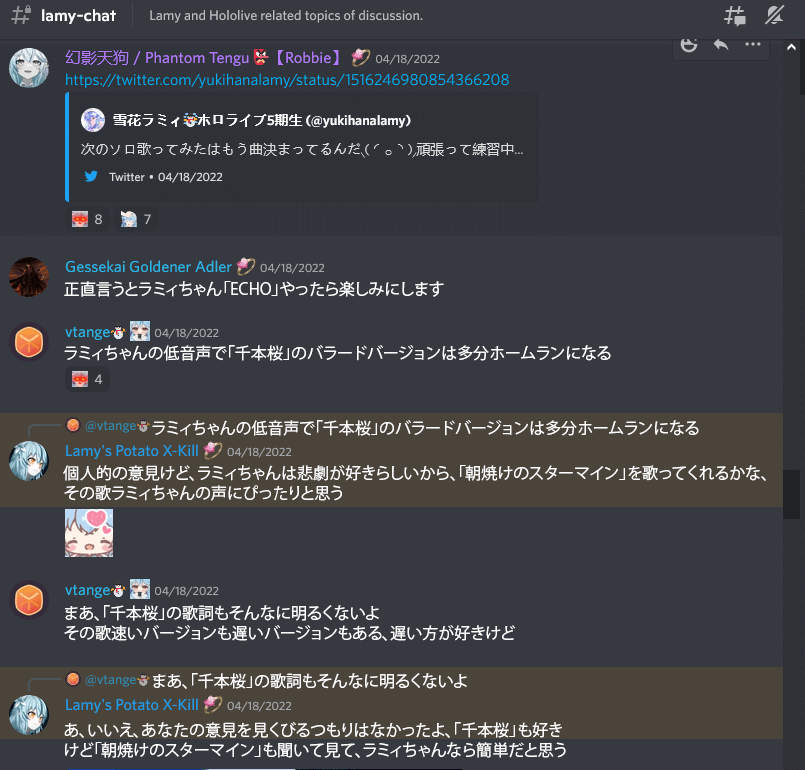 lamy-chat Lamy and Hololive related topics of discussion.
幻影天狗 / Phantom Tengu 👺【Robbie】 04/18/2022
https://twitter.com/yukihanalamy/status/1516246980854366208
雪花ラミィ☃️ホロライブ5期生 (@yukihanalamy)
次のソロ歌ってみたはもう曲決まってるんだ₍( ´ ｡ ` )₎頑張って練習中...
Twitter • 04/18/2022
8 7
Gessekai Goldener Adler 04/18/2022
正直言うとラミィちゃん「ECHO」やったら楽しみにします
vtange⛄ 04/18/2022
ラミィちゃんの低音声で「千本桜」のバラードバージョンは多分ホームランになる
4
@vtange⛄ラミィちゃんの低音声で「千本桜」のバラードバージョンは多分ホームランになる
Lamy's Potato X-Kill 04/18/2022
個人的の意見けど、ラミィちゃんは悲劇が好きらしいから、「朝焼けのスターマイン」を歌ってくれるかな、
その歌ラミィちゃんの声にぴったりと思う
vtange⛄ 04/18/2022
まあ、「千本桜」の歌詞もそんなに明るくないよ
その歌速いバージョンも遅いバージョンもある、遅い方が好きけど
@vtange⛄まあ、「千本桜」の歌詞もそんなに明るくないよ
Lamy's Potato X-Kill 04/18/2022
あ、いいえ、あなたの意見を見くびるつもりはなかったよ、「千本桜」も好き
けど「朝焼けのスターマイン」も聞いて見て、ラミィちゃんなら簡単だと思う